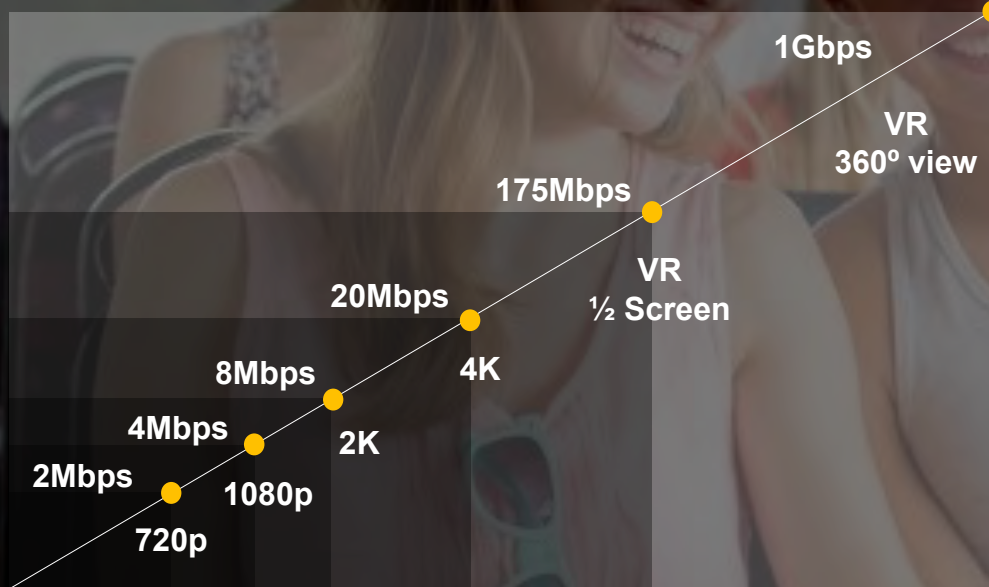 1Gbps
VR
360º view
175Mbps
VR
½ Screen
20Mbps
4K
8Mbps
2K
4Mbps
1080p
2Mbps
720p